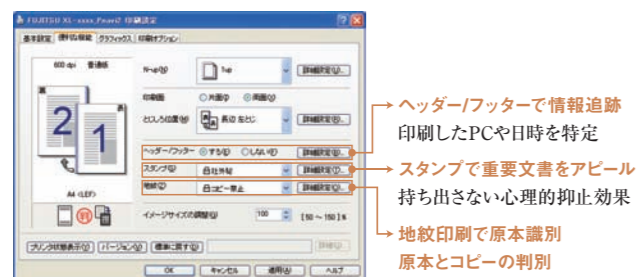 FUJITSU XL-xxxx_Pwavi2 印刷設定
基本設定 便利な機能 グラフィックス 印刷オプション
600 dpi 普通紙
N-up(N) 1up 詳細設定(U)...
印刷面 ○片面(I) ◎両面(G)
とじしろ位置(W) 長辺 左とじ 詳細設定(R)...
裏 表
2 1
ヘッダー/フッター ◎する(E) ○しない(V) 詳細設定
スタンプ(Q) 自社外秘 詳細設定
地紋(C) 自コピー禁止 詳細設定
A4 (LEF)
イメージサイズの調整(Q) 100 [50 ～ 150]%
プリンタ状態表示(Z) バージョン(X) 標準に戻す(Q)
OK キャンセル 適用(A) ヘルプ
ヘッダー/フッターで情報追跡
印刷したPCや日時を特定
スタンプで重要文書をアピール
持ち出さない心理的抑止効果
地紋印刷で原本識別
原本とコピーの判別